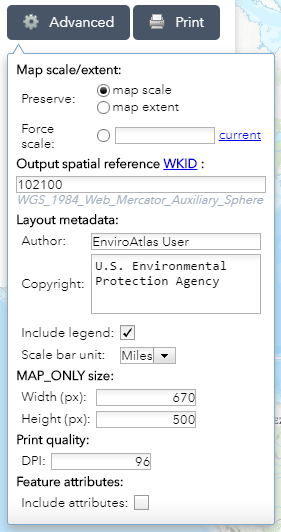 Advanced
Print
Map scale/extent:
Preserve: map scale
map extent
Force scale: current
Output spatial reference WKID :
102100
WGS_1984_Web_Mercator_Auxiliary_Sphere
Layout metadata:
Author: EnviroAtlas User
Copyright: U.S. Environmental
Protection Agency
Include legend:
Scale bar unit: Miles
MAP_ONLY size:
Width (px): 670
Height (px): 500
Print quality:
DPI: 96
Feature attributes:
Include attributes: